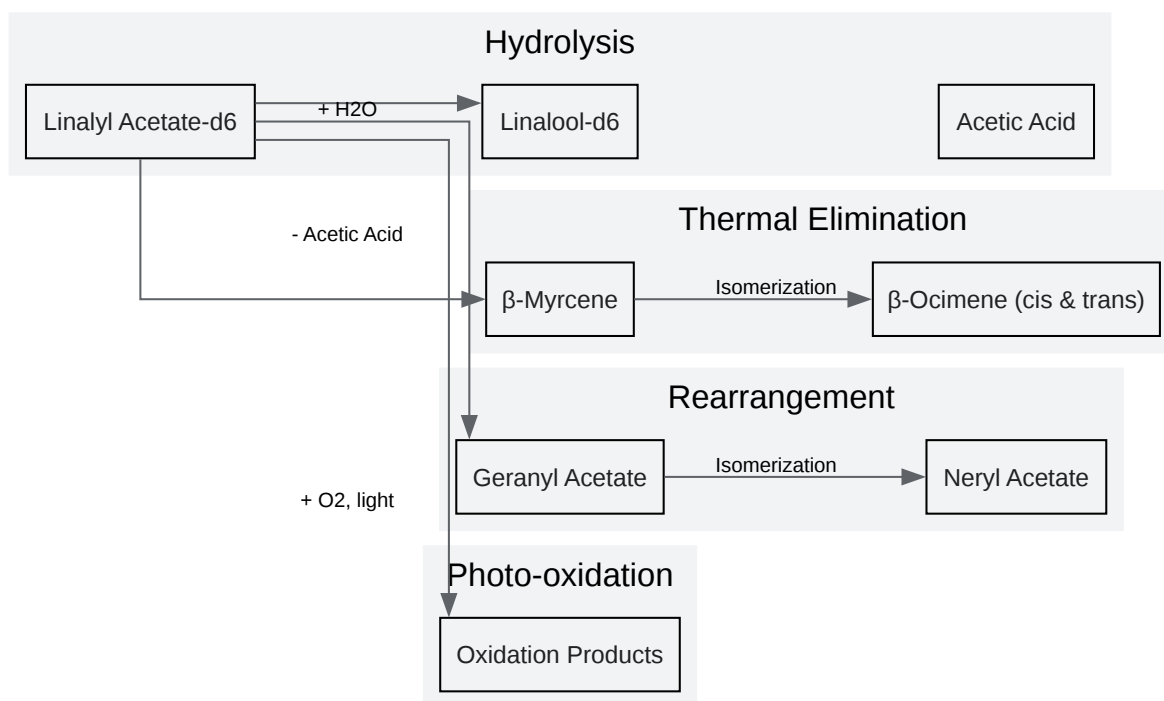 Hydrolysis
Linalyl Acetate-d6
+ H2O
Linalool-d6
Acetic Acid
Thermal Elimination
- Acetic Acid
β-Myrcene
Isomerization
β-Ocimene (cis & trans)
Rearrangement
Geranyl Acetate
Isomerization
Neryl Acetate
+ O2, light
Photo-oxidation
Oxidation Products